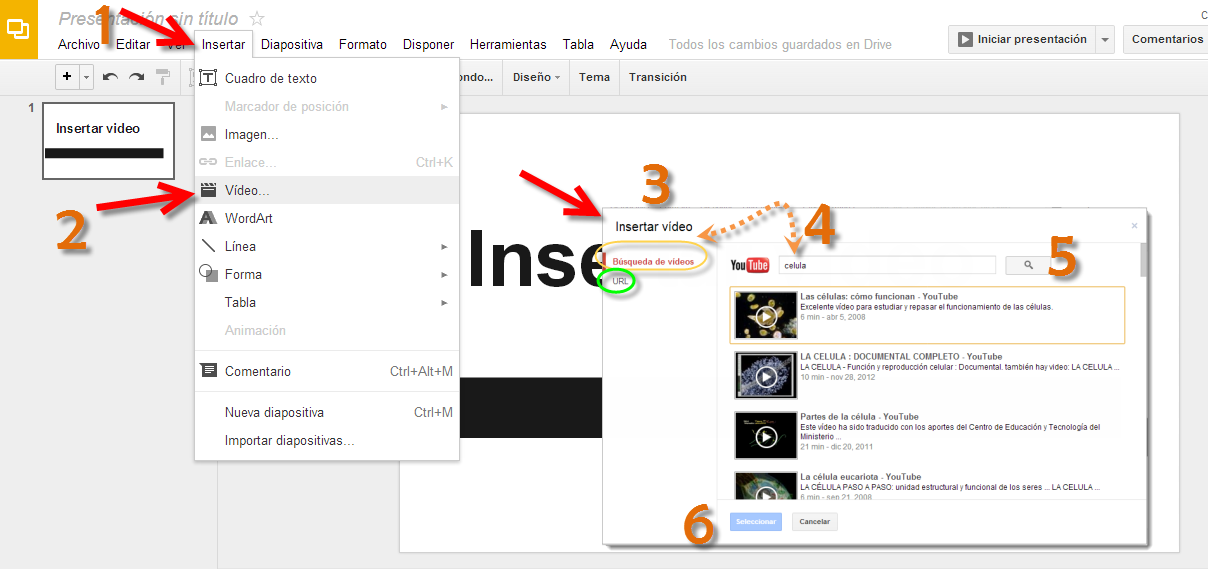 Presentación sin título
1
Archivo Editar Ver Insertar Diapositiva Formato Disponer Herramientas Tabla Ayuda Todos los cambios guardados en Drive
Iniciar presentación
Comentarios
+
ondo... Diseño Tema Transición
1
Insertar video
Cuadro de texto
Marcador de posición
Imagen...
Enlace... Ctrl+K
2
Vídeo...
WordArt
Línea
Forma
Tabla
Animación
Comentario Ctrl+Alt+M
Nueva diapositiva Ctrl+M
Importar diapositivas...
Inse
3
Insertar vídeo
×
4
Búsqueda de vídeos
URL
YouTube
celula
5
Las células: cómo funcionan - YouTube
Excelente vídeo para estudiar y repasar el funcionamiento de las células.
6 min - abr 5, 2008
LA CELULA : DOCUMENTAL COMPLETO - YouTube
LA CELULA - Función y reproducción celular : Documental. también hay video: LA CELULA ...
10 min - nov 28, 2012
Partes de la célula - YouTube
Este vídeo ha sido traducido con los aportes del Centro de Educación y Tecnología del
Ministerio ...
21 min - dic 20, 2011
La célula eucariota - YouTube
LA CÉLULA PASO A PASO: unidad estructural y funcional de los seres ... LA CELULA ...
6 min - sep 21, 2008
6
Seleccionar
Cancelar